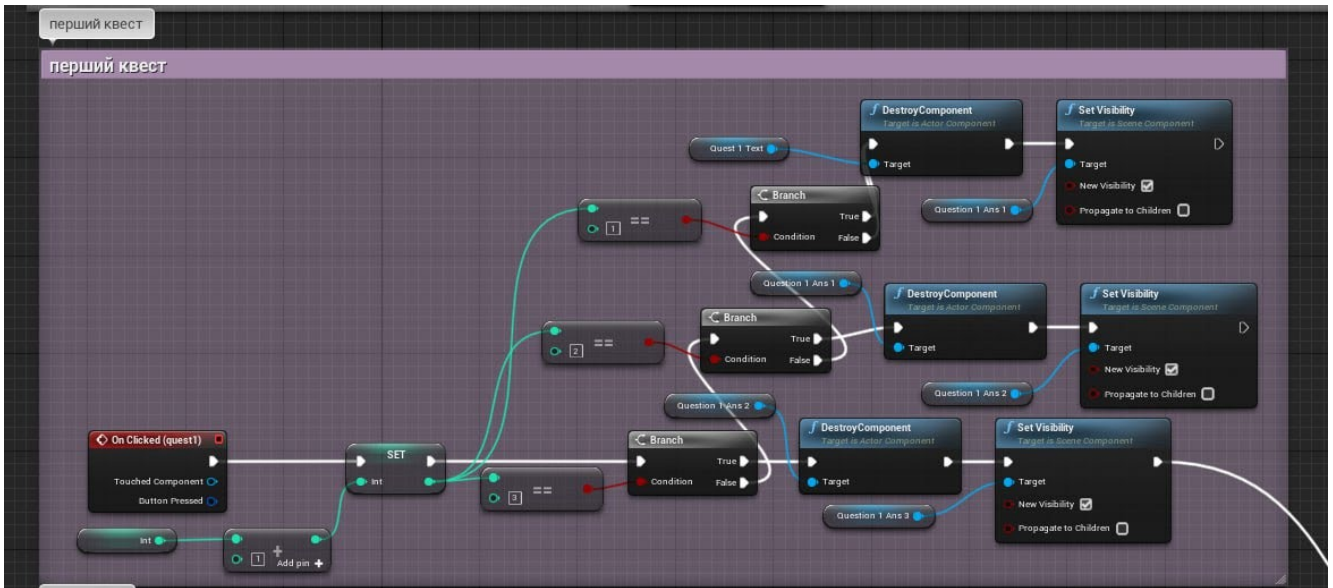 перший квест
перший квест
DestroyComponent
Target is Actor Component
Target
Set Visibility
Target is Scene Component
Target
New Visibility
Propagate to Children
Quest 1 Text
Question 1 Ans 1
Branch
True
Condition
False
==
1
Question 1 Ans 1
DestroyComponent
Target is Actor Component
Target
Set Visibility
Target is Scene Component
Target
New Visibility
Propagate to Children
Branch
True
Condition
False
==
2
Question 1 Ans 2
Question 1 Ans 2
DestroyComponent
Target is Actor Component
Target
Set Visibility
Target is Scene Component
Target
New Visibility
Propagate to Children
Branch
True
Condition
False
==
3
Question 1 Ans 3
On Clicked (quest1)
Touched Component
Button Pressed
SET
Int
Int
+
1
Add pin +